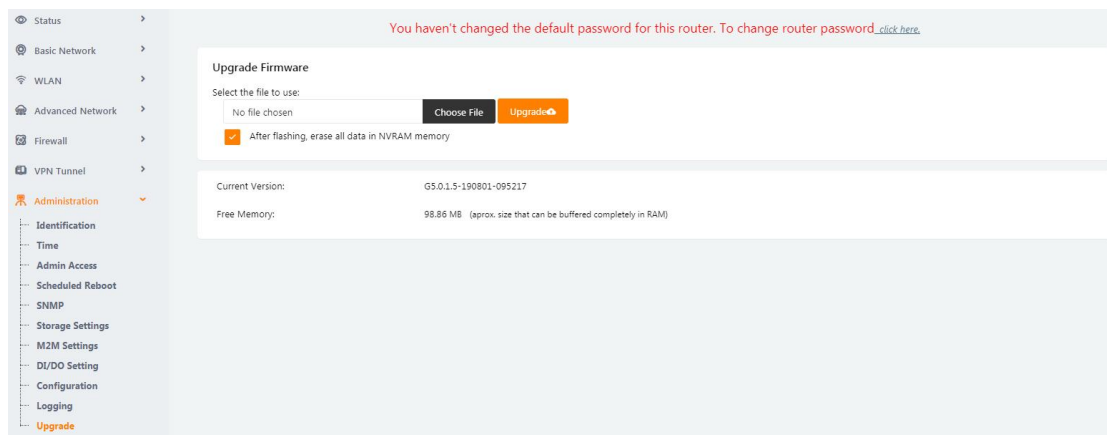 Status
Basic Network
WLAN
Advanced Network
Firewall
VPN Tunnel
Administration
Identification
Time
Admin Access
Scheduled Reboot
SNMP
Storage Settings
M2M Settings
DI/DO Setting
Configuration
Logging
Upgrade
You haven't changed the default password for this router. To change router password click here.
Upgrade Firmware
Select the file to use:
No file chosen Choose File Upgrade
After flashing, erase all data in NVRAM memory
Current Version: G5.0.1.5-190801-095217
Free Memory: 98.86 MB (aprox. size that can be buffered completely in RAM)